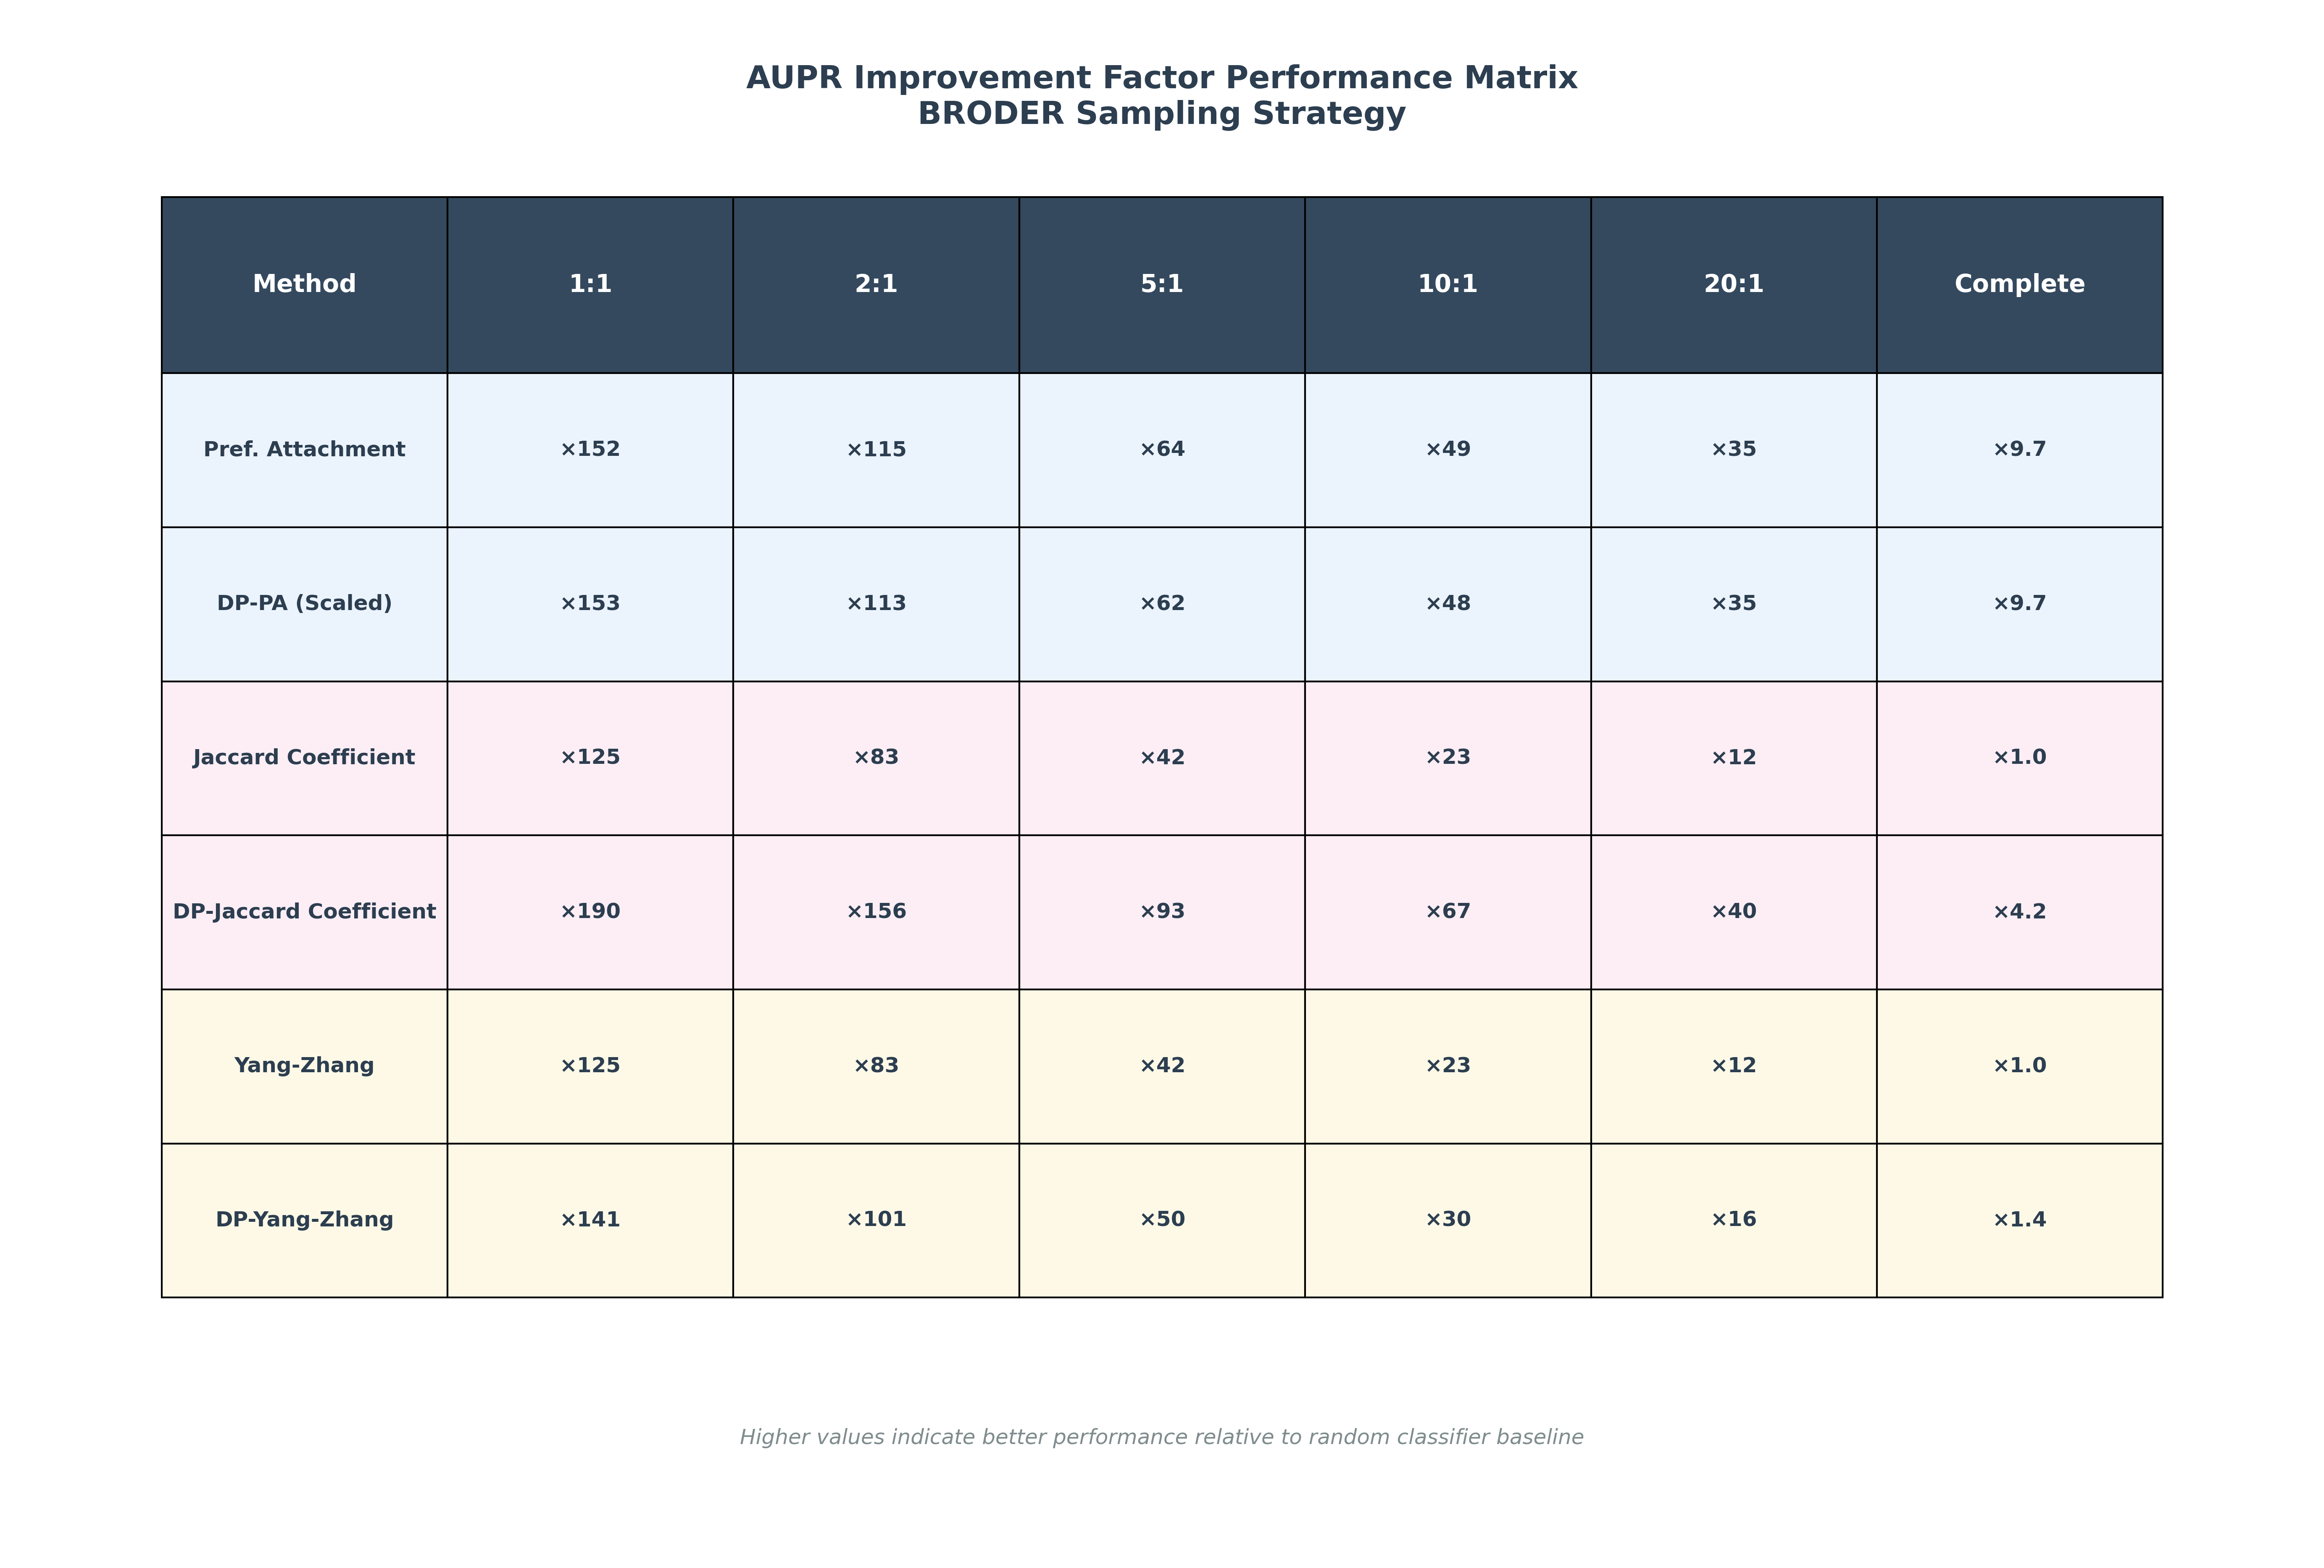 AUPR Improvement Factor Performance Matrix
BRODER Sampling Strategy
Method 1:1 2:1 5:1 10:1 20:1 Complete
Pref. Attachment ×152 ×115 ×64 ×49 ×35 ×9.7
DP-PA (Scaled) ×153 ×113 ×62 ×48 ×35 ×9.7
Jaccard Coefficient ×125 ×83 ×42 ×23 ×12 ×1.0
DP-Jaccard Coefficient ×190 ×156 ×93 ×67 ×40 ×4.2
Yang-Zhang ×125 ×83 ×42 ×23 ×12 ×1.0
DP-Yang-Zhang ×141 ×101 ×50 ×30 ×16 ×1.4
Higher values indicate better performance relative to random classifier baseline